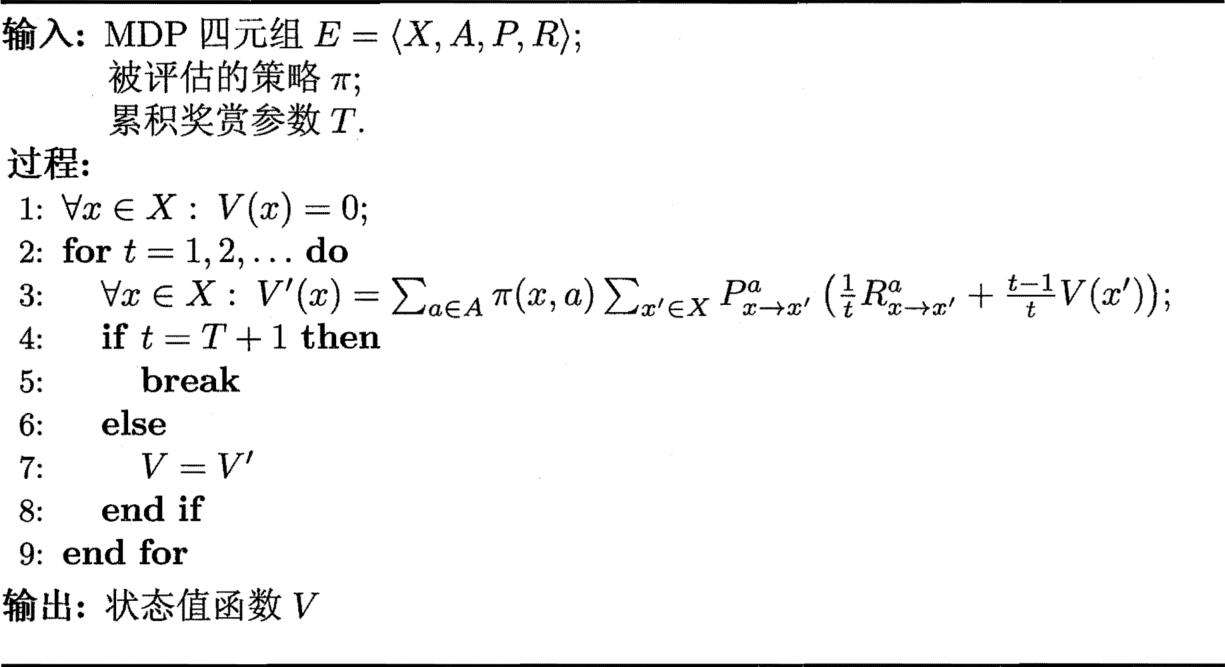 输入: MDP 四元组 $E = \langle X, A, P, R \rangle$;
被评估的策略 $\pi$;
累积奖赏参数 $T$.
过程:
1: $\forall x \in X : V(x) = 0$;
2: for $t = 1, 2, \ldots$ do
3: $\forall x \in X : V'(x) = \sum_{a \in A} \pi(x, a) \sum_{x' \in X} P_{x \to x'}^{a} \left( \frac{1}{t} R_{x \to x'}^{a} + \frac{t-1}{t} V(x') \right)$;
4: if $t = T + 1$ then
5: break
6: else
7: $V = V'$
8: end if
9: end for
输出: 状态值函数 $V$